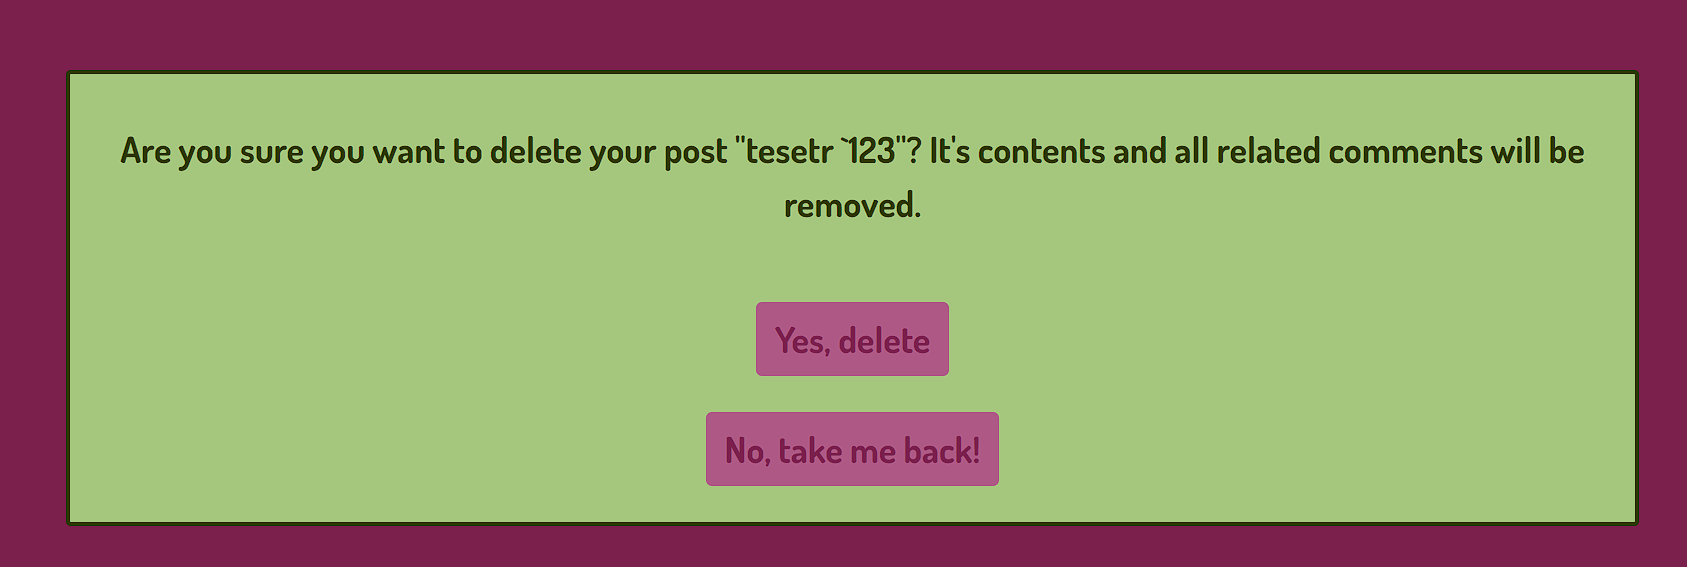 Are you sure you want to delete your post "tesetr `123"? It's contents and all related comments will be
removed.
Yes, delete
No, take me back!